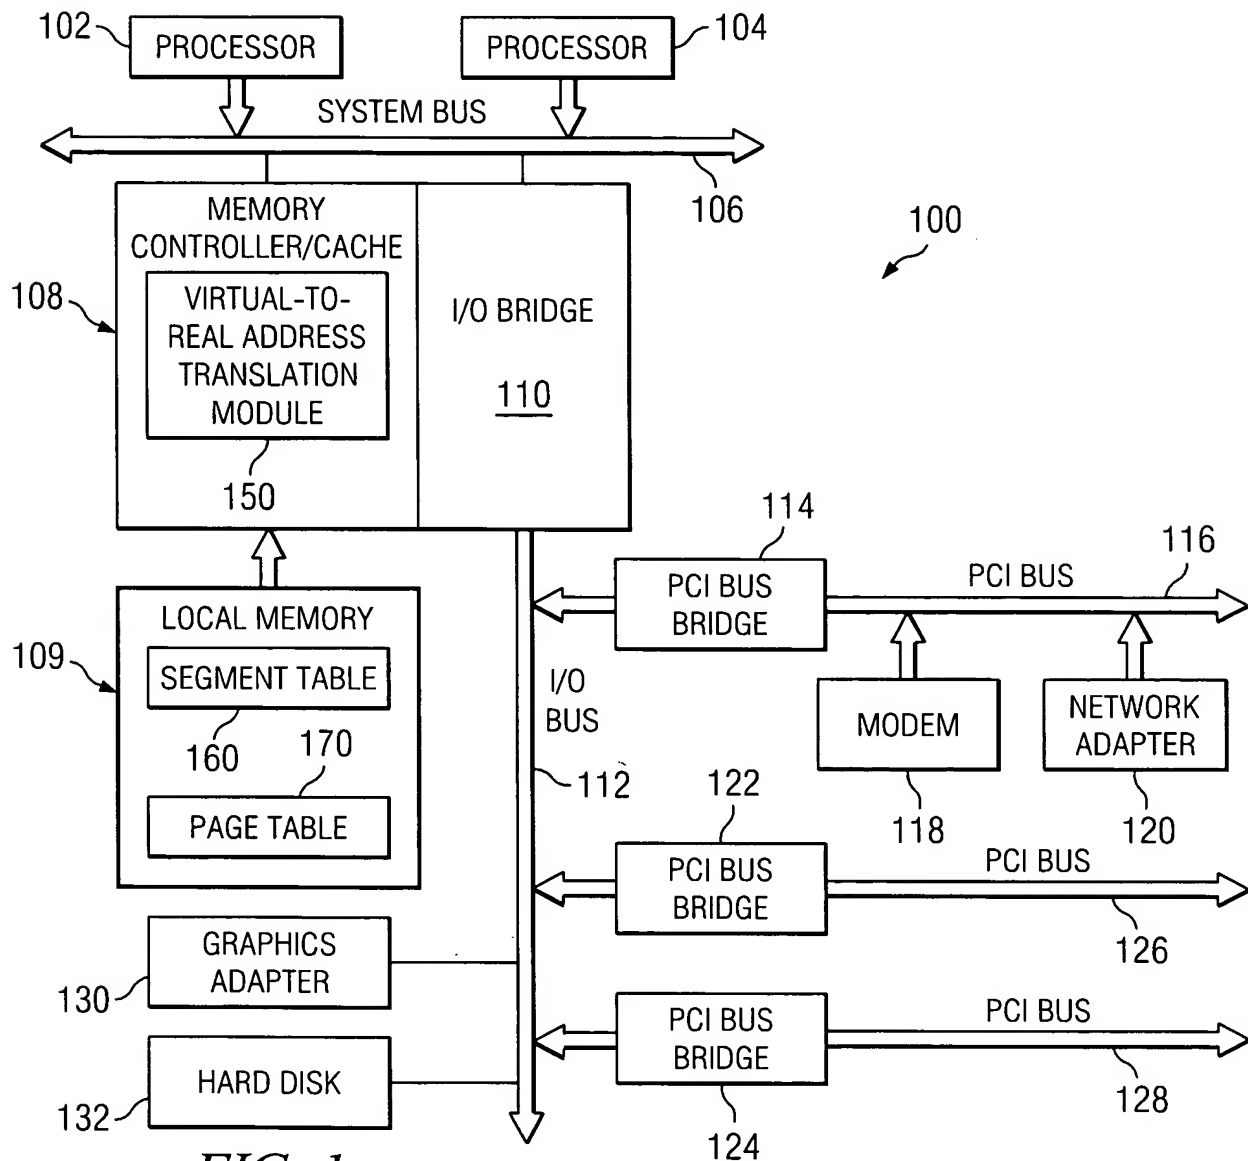 102
PROCESSOR
PROCESSOR
104
SYSTEM BUS
106
100
MEMORY
CONTROLLER/CACHE
108
VIRTUAL-TO-
REAL ADDRESS
TRANSLATION
MODULE
150
I/O BRIDGE
110
114
PCI BUS
BRIDGE
PCI BUS
116
LOCAL MEMORY
109
SEGMENT TABLE
160
170
PAGE TABLE
I/O
BUS
112
MODEM
118
NETWORK
ADAPTER
120
122
PCI BUS
BRIDGE
PCI BUS
126
GRAPHICS
ADAPTER
130
PCI BUS
BRIDGE
124
PCI BUS
128
HARD DISK
132
FIG. 1